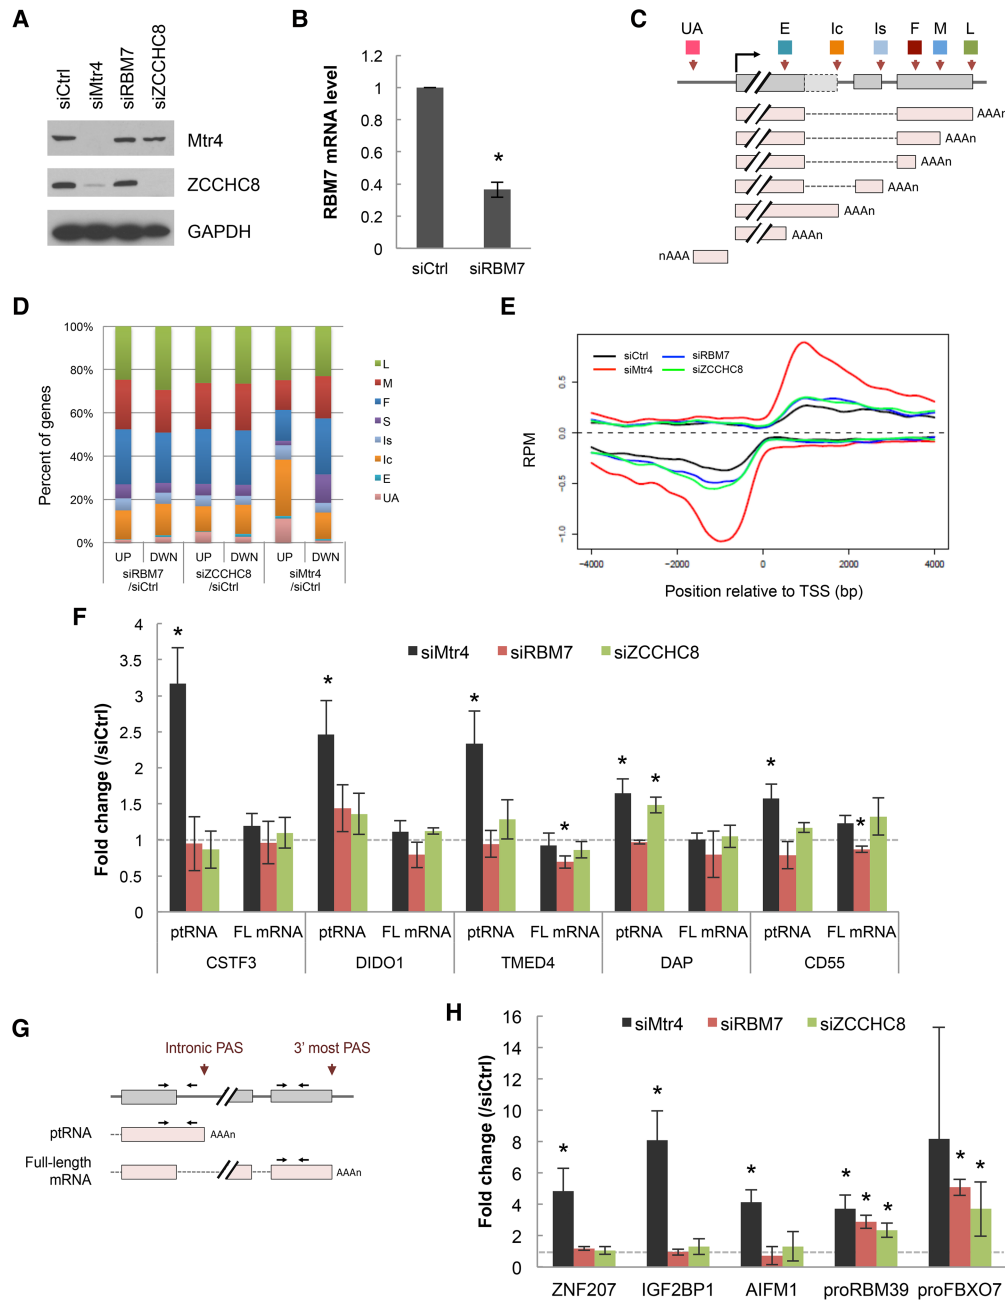 A
siCtrl
siMtr4
siRBM7
siZCCHC8
Mtr4
ZCCHC8
GAPDH
B
RBM7 mRNA level
1.2
1
0.8
0.6
0.4
0.2
0
*
siCtrl
siRBM7
C
UA
E
Ic
Is
F
M
L
AAAn
AAAn
AAAn
AAAn
AAAn
AAAn
nAAA
D
Percent of genes
100%
80%
60%
40%
20%
0%
UP
DWN
UP
DWN
UP
DWN
siRBM7
/siCtrl
siZCCHC8
/siCtrl
siMtr4
/siCtrl
L
M
F
S
Is
Ic
E
UA
E
RPM
0.5
0.0
-0.5
-1.0
siCtrl
siMtr4
siRBM7
siZCCHC8
-4000
-2000
0
2000
4000
Position relative to TSS (bp)
F
Fold change (/siCtrl)
4
3.5
3
2.5
2
1.5
1
0.5
0
siMtr4
siRBM7
siZCCHC8
*
*
*
*
*
*
*
*
ptRNA
FL mRNA
ptRNA
FL mRNA
ptRNA
FL mRNA
ptRNA
FL mRNA
ptRNA
FL mRNA
CSTF3
DIDO1
TMED4
DAP
CD55
G
Intronic PAS
3' most PAS
ptRNA
AAAn
Full-length
mRNA
AAAn
H
Fold change (/siCtrl)
16
14
12
10
8
6
4
2
0
siMtr4
siRBM7
siZCCHC8
*
*
*
*
*
*
*
*
ZNF207
IGF2BP1
AIFM1
proRBM39
proFBXO7